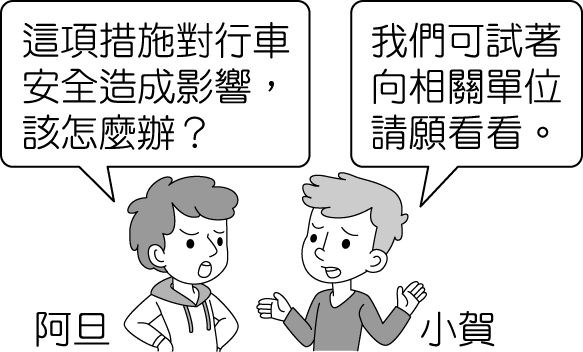 這項措施對行車
安全造成影響，
該怎麼辦？
我們可試著
向相關單位
請願看看。
阿旦
小賀